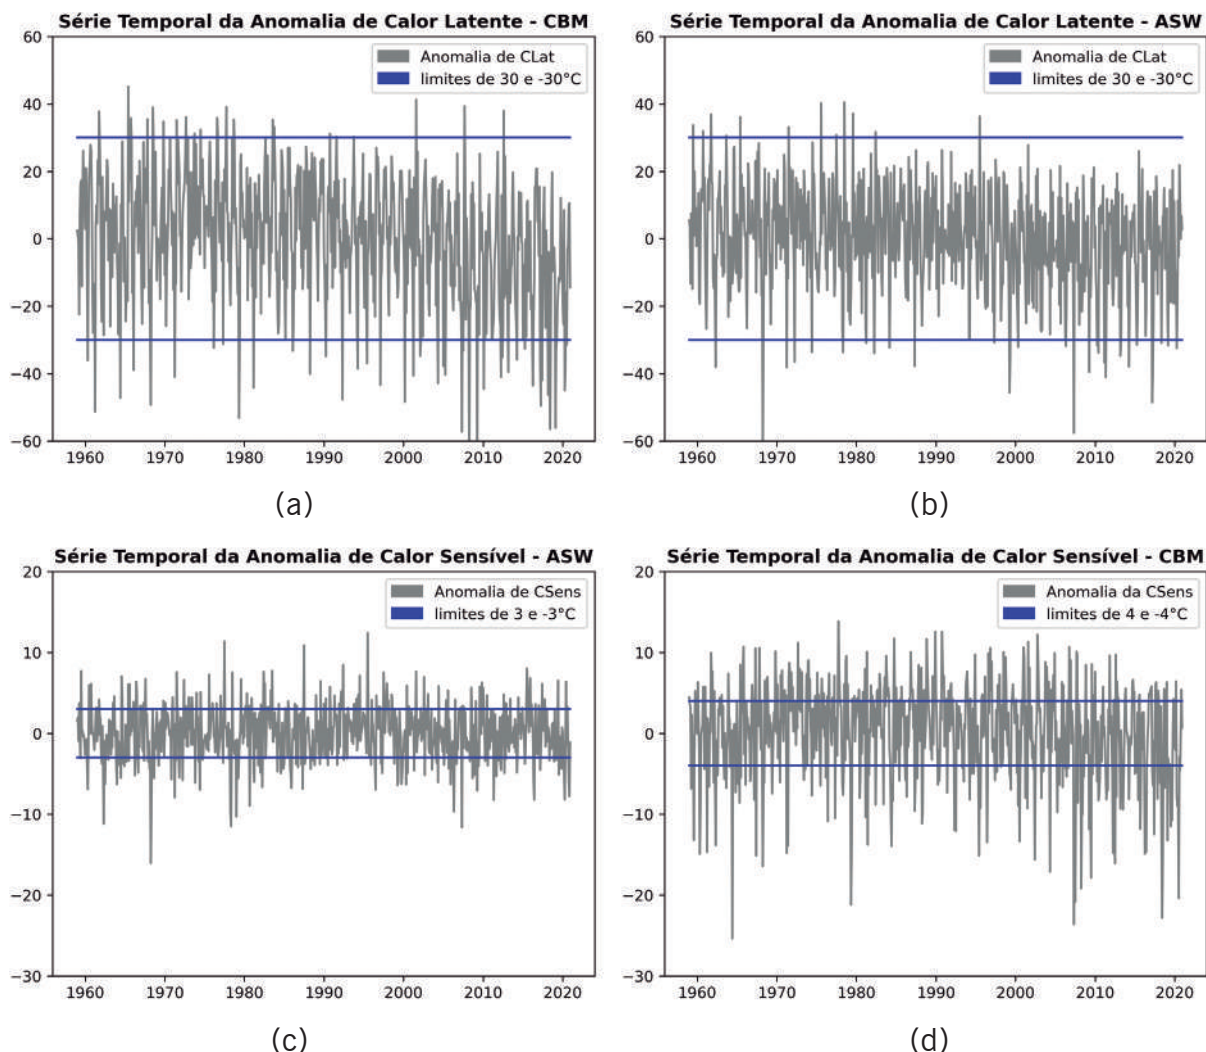 Série Temporal da Anomalia de Calor Latente - CBM
60
40
20
0
−20
−40
−60
Anomalia de CLat
limites de 30 e -30°C
1960 1970 1980 1990 2000 2010 2020
(a)
Série Temporal da Anomalia de Calor Latente - ASW
60
40
20
0
−20
−40
−60
Anomalia de CLat
limites de 30 e -30°C
1960 1970 1980 1990 2000 2010 2020
(b)
Série Temporal da Anomalia de Calor Sensível - ASW
20
10
0
−10
−20
−30
Anomalia de CSens
limites de 3 e -3°C
1960 1970 1980 1990 2000 2010 2020
(c)
Série Temporal da Anomalia de Calor Sensível - CBM
20
10
0
−10
−20
−30
Anomalia da CSens
limites de 4 e -4°C
1960 1970 1980 1990 2000 2010 2020
(d)